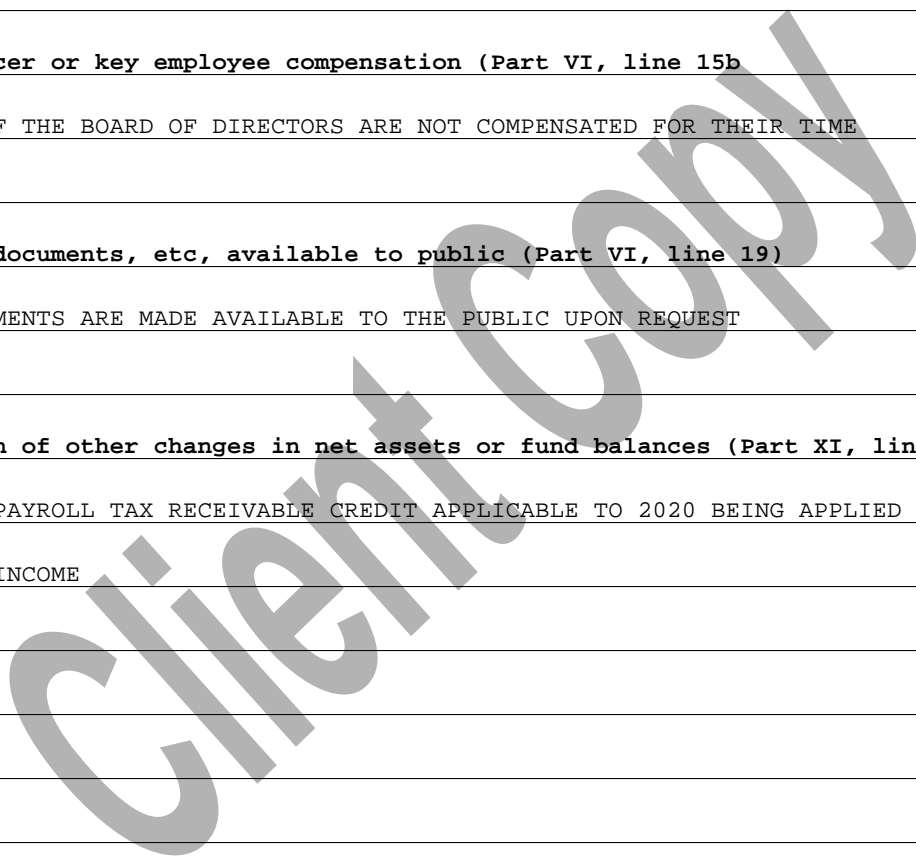 cer or key employee compensation (Part VI, line 15b
F THE BOARD OF DIRECTORS ARE NOT COMPENSATED FOR THEIR TIME
documents, etc, available to public (Part VI, line 19)
MENTS ARE MADE AVAILABLE TO THE PUBLIC UPON REQUEST
n of other changes in net assets or fund balances (Part XI, lin
PAYROLL TAX RECEIVABLE CREDIT APPLICABLE TO 2020 BEING APPLIED
INCOME
Client Copy